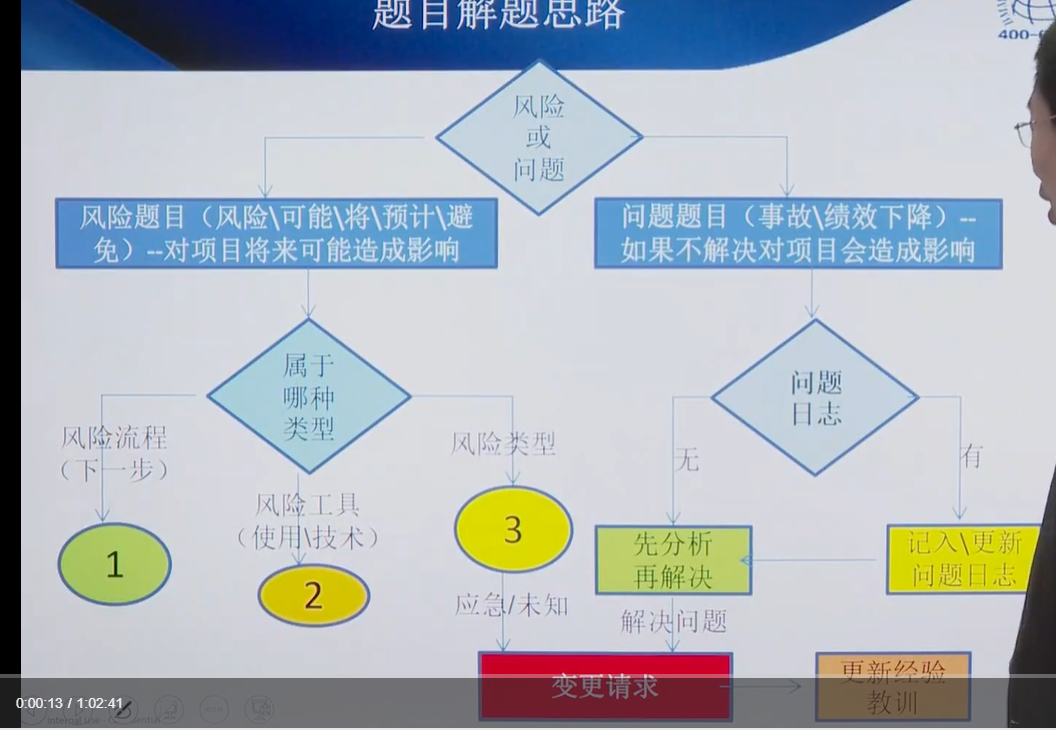 题目解题思路
400-
风险
或
问题
风险题目（风险\可能\将\预计\避
免）--对项目将来可能造成影响
问题题目（事故\绩效下降）--
如果不解决对项目会造成影响
属于
哪种
类型
问题
日志
风险流程
（下一步）
风险工具
（使用\技术）
风险类型
无
有
1
2
3
先分析
再解决
记入\更新
问题日志
应急/未知
解决问题
变更请求
更新经验
教训
0:00:13 / 1:02:41
Internal Use -